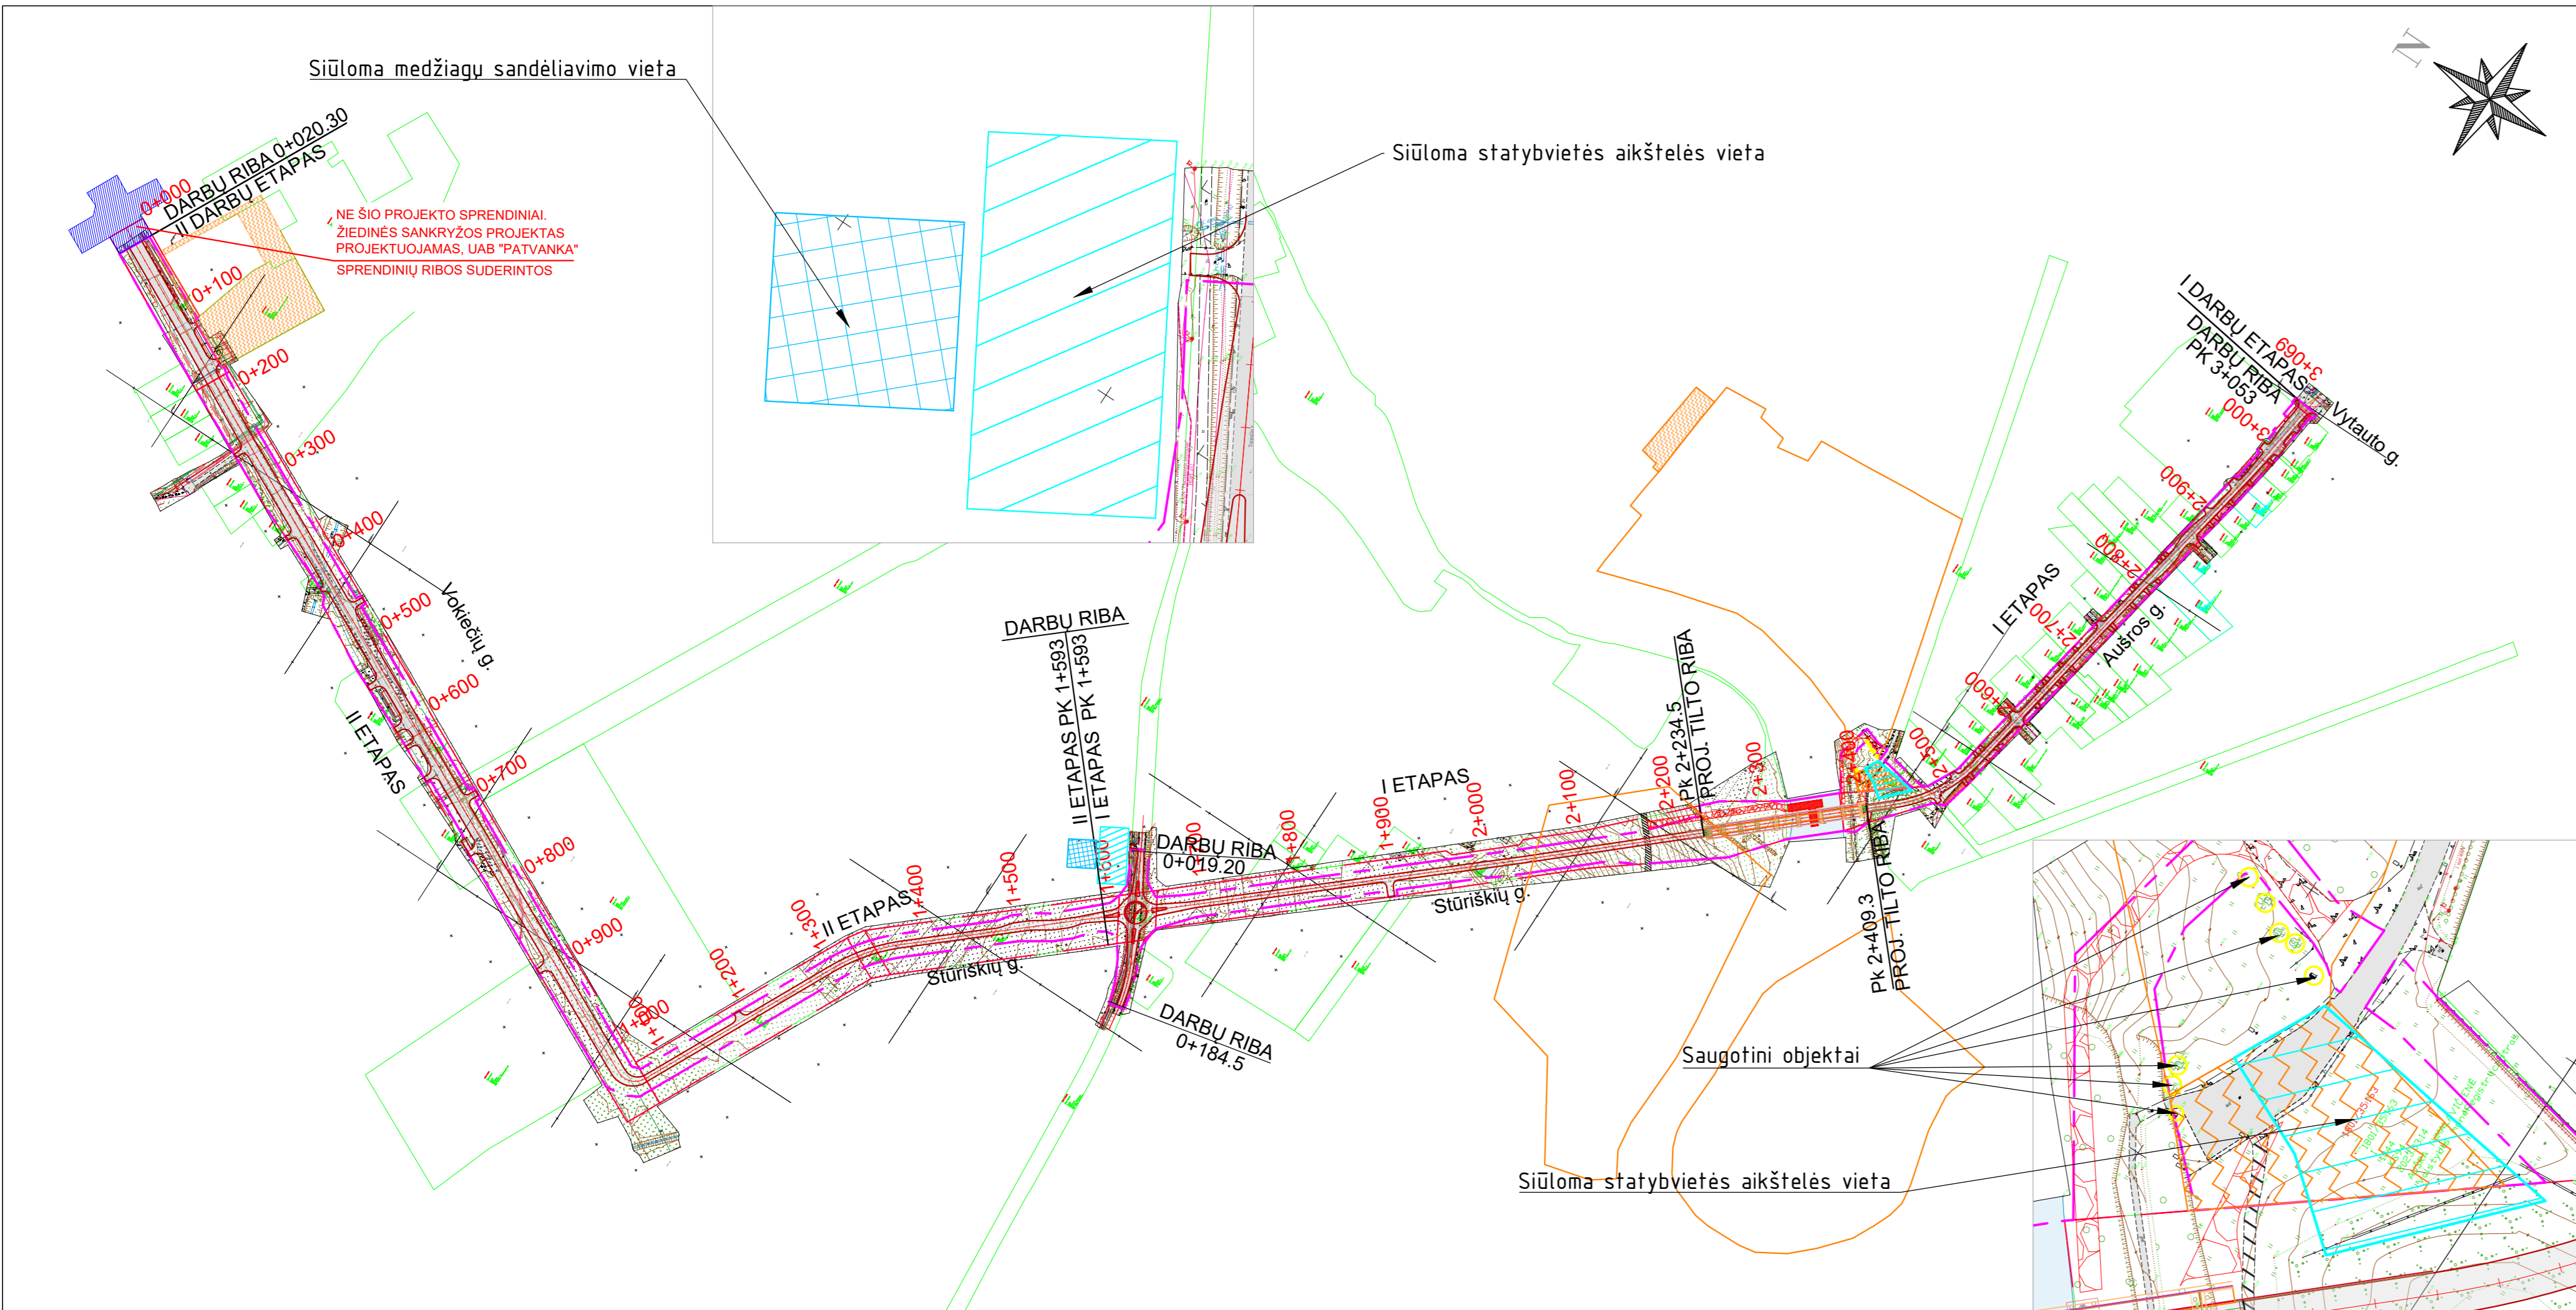 N
Siūloma medžiagų sandėliavimo vieta
Siūloma statybvietės aikštelės vieta
DARBŲ RIBA 0+020.30
II DARBŲ ETAPAS
0+000
NE ŠIO PROJEKTO SPRENDINIAI.
ŽIEDINĖS SANKRYŽOS PROJEKTAS
PROJEKTUOJAMAS, UAB "PATVANKA"
SPRENDINIŲ RIBOS SUDERINTOS
0+100
0+200
0+300
0+400
Vokiečių g.
0+500
0+600
II ETAPAS
0+700
0+800
0+900
1+000
1+200
1+300
II ETAPAS
1+400
Stūriškių g.
1+500
DARBŲ RIBA
II ETAPAS PK 1+593
I ETAPAS PK 1+593
DARBŲ RIBA
0+019.20
DARBŲ RIBA
0+184.5
1+800
I ETAPAS
1+900
2+000
Stūriškių g.
2+100
2+200
Pk 2+234.5
PROJ. TILTO RIBA
2+300
Pk 2+409.3
PROJ. TILTO RIBA
2+500
I ETAPAS
2+600
2+700
Aušros g.
2+800
2+900
3+000
I DARBŲ ETAPAS
DARBŲ RIBA
PK 3+053
3+069
Vytauto g.
Saugotini objektai
Siūloma statybvietės aikštelės vieta